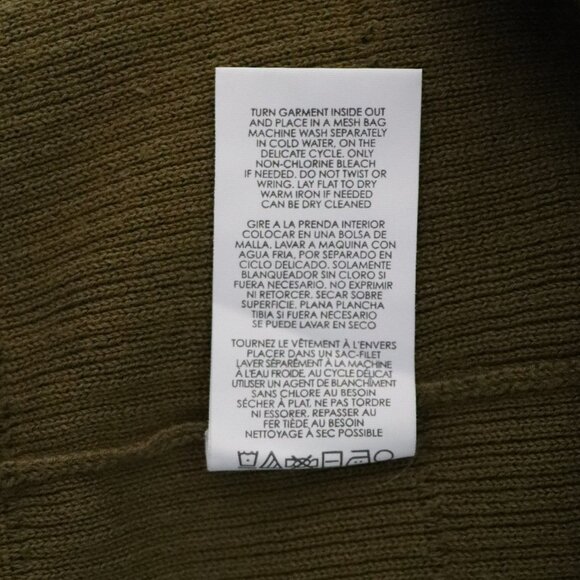 TURN GARMENT INSIDE OUT
AND PLACE IN A MESH BAG
MACHINE WASH SEPARATELY
IN COLD WATER, ON THE
DELICATE CYCLE. ONLY
NON-CHLORINE BLEACH
IF NEEDED. DO NOT TWIST OR
WRING. LAY FLAT TO DRY
WARM IRON IF NEEDED
CAN BE DRY CLEANED
GIRE A LA PRENDA INTERIOR
COLOCAR EN UNA BOLSA DE
MALLA. LAVAR A MAQUINA CON
AGUA FRIA, POR SEPARADO EN
CICLO DELICADO. SOLAMENTE
BLANQUEADOR SIN CLORO SI
FUERA NECESARIO. NO EXPRIMIR
NI RETORCER. SECAR SOBRE
SUPERFICIE. PLANA PLANCHA
TIBIA SI FUERA NECESARIO
SE PUEDE LAVAR EN SECO
TOURNEZ LE VÊTEMENT À L'ENVERS
PLACER DANS UN SAC-FILET
LAVER SÉPARÉMENT À LA MACHINE
À L'EAU FROIDE, AU CYCLE DÉLICAT
UTILISER UN AGENT DE BLANCHÎMENT
SANS CHLORE AU BESOIN
SÉCHER À PLAT, NE PAS TORDRE
NI ESSORER. REPASSER AU
FER TIÈDE AU BESOIN
NETTOYAGE À SEC POSSIBLE